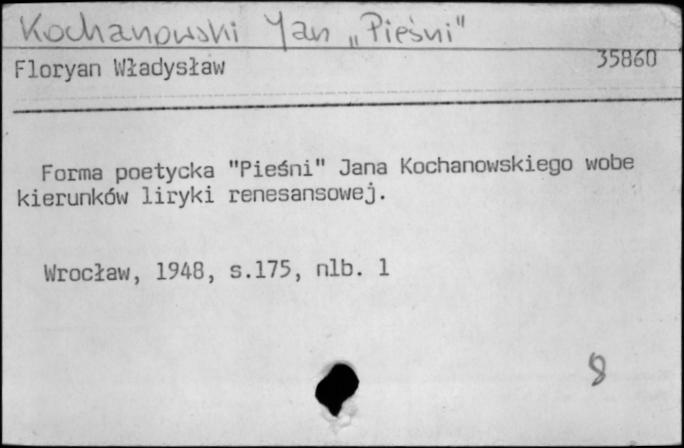 Kochanowski Jan „Pieśni"
Floryan Władysław 35860
Forma poetycka "Pieśni" Jana Kochanowskiego wobe
kierunków liryki renesansowej.
Wrocław, 1948, s.175, nlb. 1
8